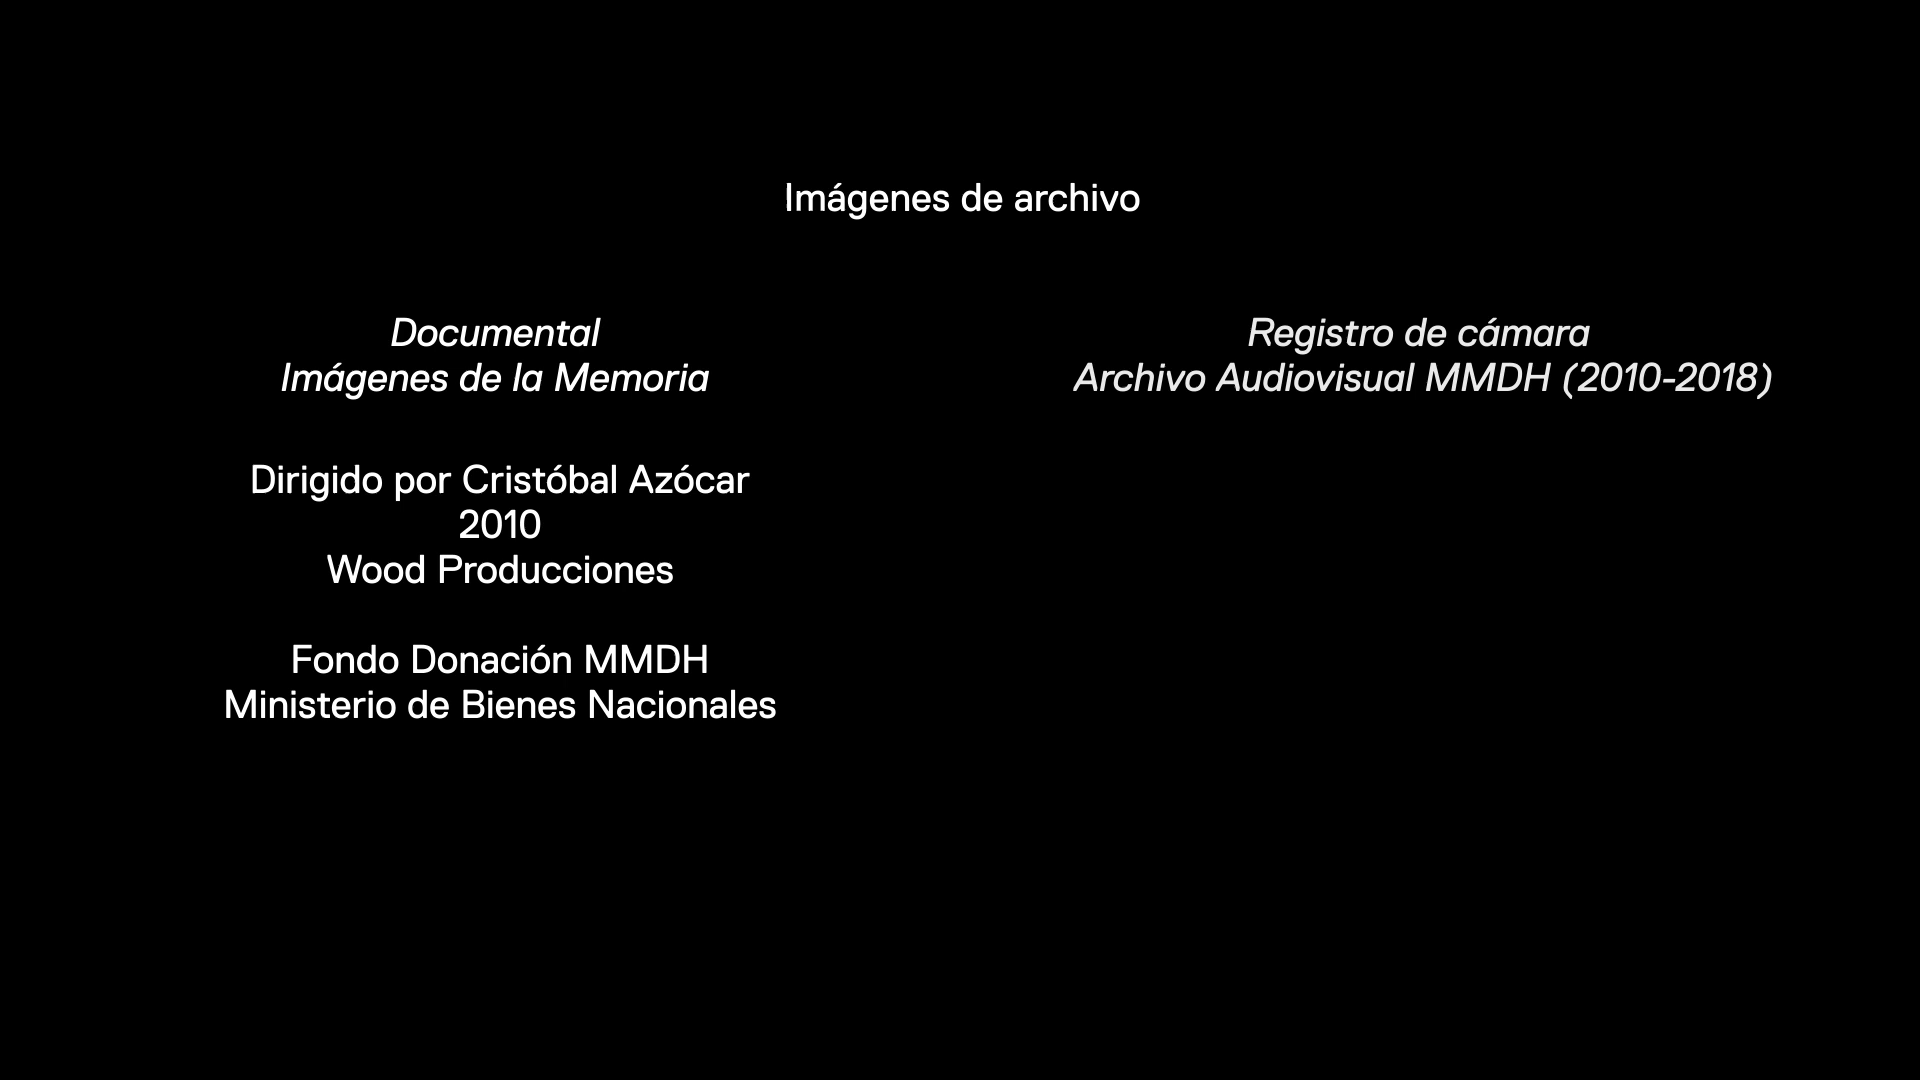 Imágenes de archivo
Documental
Imágenes de la Memoria
Dirigido por Cristóbal Azócar
2010
Wood Producciones
Fondo Donación MMDH
Ministerio de Bienes Nacionales
Registro de cámara
Archivo Audiovisual MMDH (2010-2018)